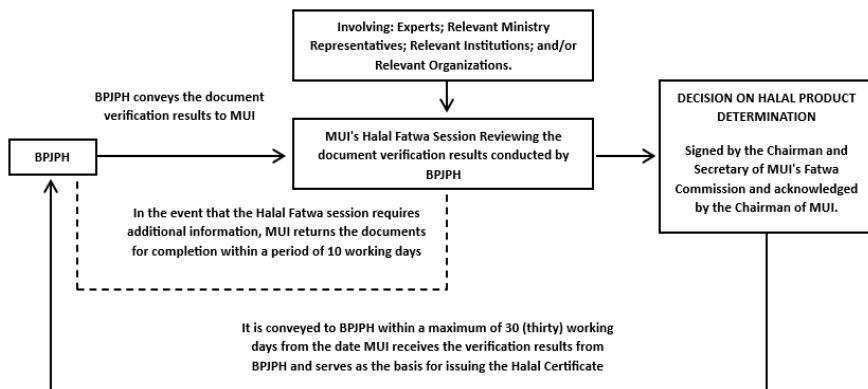 Involving: Experts; Relevant Ministry
Representatives; Relevant Institutions; and/or
Relevant Organizations.
BPJPH conveys the document
verification results to MUI
BPJPH
MUI's Halal Fatwa Session Reviewing the
document verification results conducted by
BPJPH
DECISION ON HALAL PRODUCT
DETERMINATION
Signed by the Chairman and
Secretary of MUI's Fatwa
Commission and acknowledged
by the Chairman of MUI.
In the event that the Halal Fatwa session requires
additional information, MUI returns the documents
for completion within a period of 10 working days
It is conveyed to BPJPH within a maximum of 30 (thirty) working
days from the date MUI receives the verification results from
BPJPH and serves as the basis for issuing the Halal Certificate